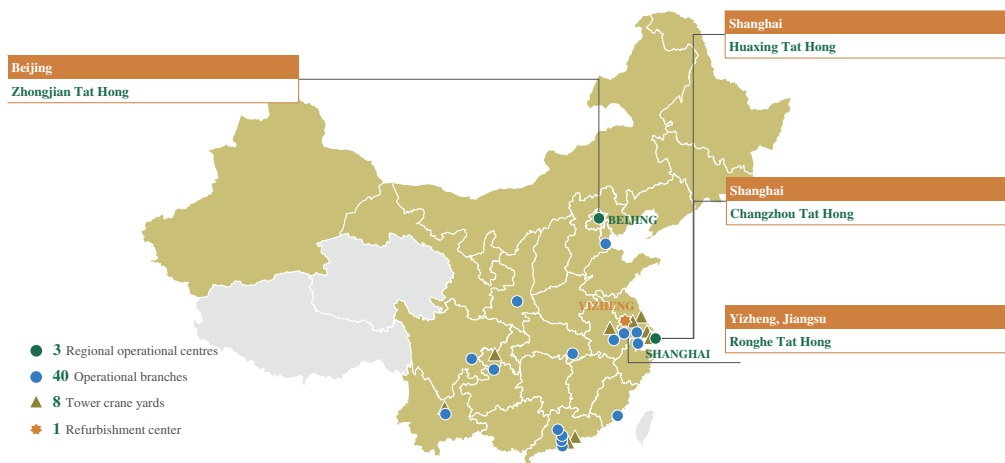 Shanghai
Huaxing Tat Hong
Beijing
Zhongjian Tat Hong
Shanghai
Changzhou Tat Hong
BEIJING
YIZHENG
Yizheng, Jiangsu
Ronghe Tat Hong
SHANGHAI
3 Regional operational centres
40 Operational branches
8 Tower crane yards
1 Refurbishment center